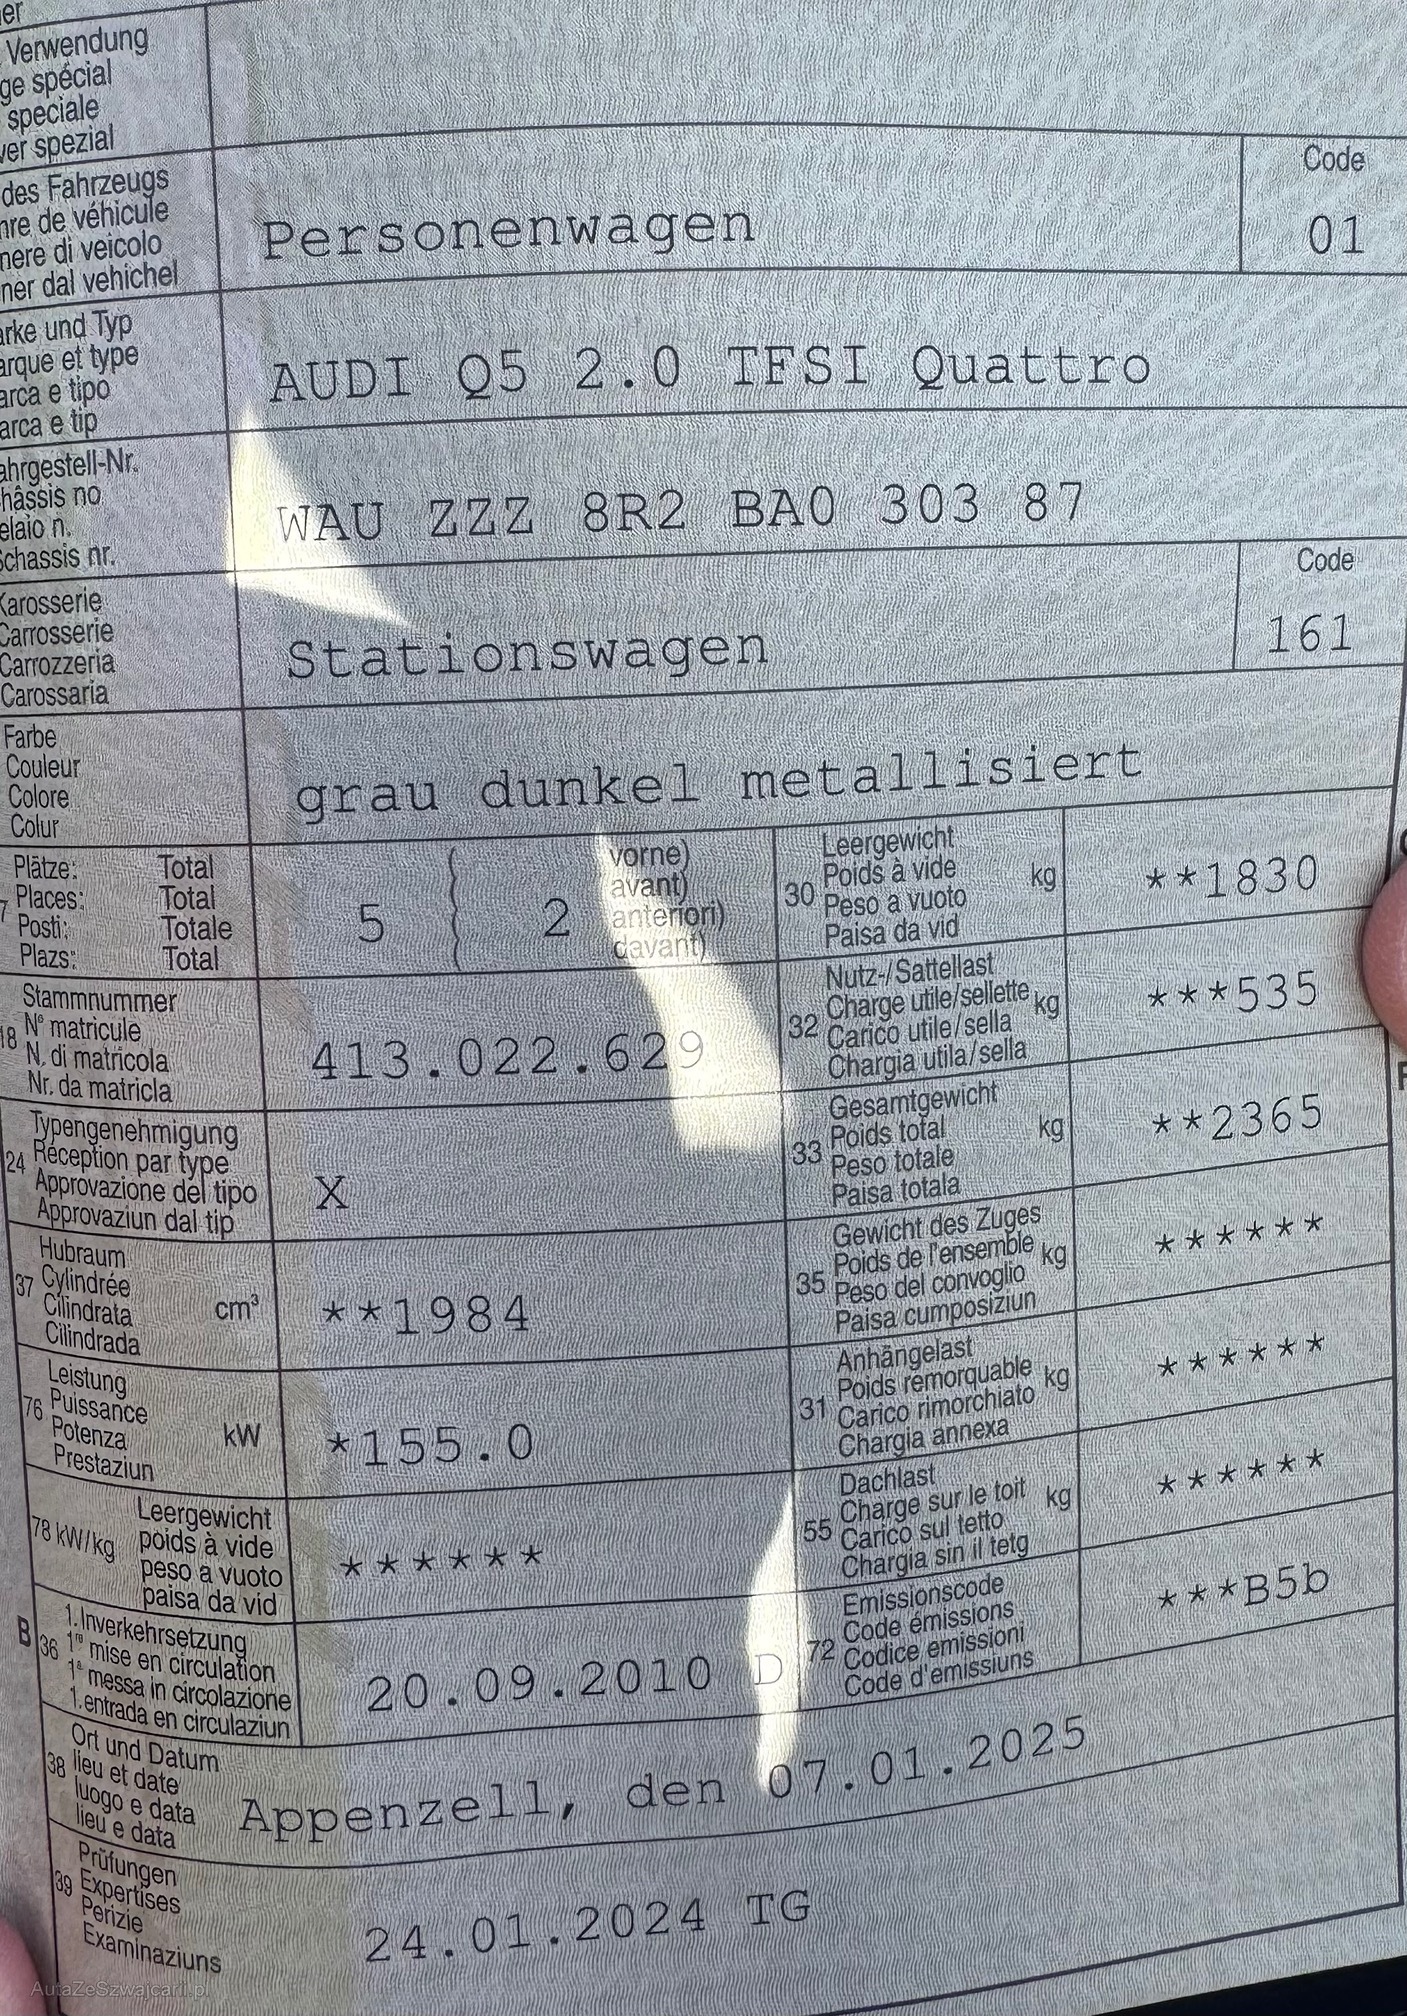 er
Verwendung
ge spécial
speciale
ver spezial
des Fahrzeugs
nre de véhicule
nere di veicolo
ner dal vehichel
Personenwagen
Code
01
arke und Typ
arque et type
arca e tipo
arca e tip
AUDI Q5 2.0 TFSI Quattro
ahrgestell-Nr.
hâssis no
elaio n.
Schassis nr.
WAU ZZZ 8R2 BA0 303 87
Karosserie
Carrosserie
Carrozzeria
Carossaria
Stationswagen
Code
161
Farbe
Couleur
Colore
Colur
grau dunkel metallisiert
7 Plätze: Total
Places: Total
Posti: Totale
Plazs: Total
5 { 2 vorne)
avant)
anteriori)
davant)
30 Leergewicht
Poids à vide kg
Peso a vuoto
Paisa da vid
**1830
18 Stammnummer
N° matricule
N. di matricola
Nr. da matricla
413.022.629
32 Nutz-/Sattellast
Charge utile/sellette kg
Carico utile/sella
Chargia utila/sella
***535
24 Typengenehmigung
Réception par type
Approvazione del tipo
Approvaziun dal tip
X
33 Gesamtgewicht
Poids total kg
Peso totale
Paisa totala
**2365
37 Hubraum
Cylindrée
Cilindrata cm³
Cilindrada
**1984
35 Gewicht des Zuges
Poids de l'ensemble kg
Peso del convoglio
Paisa cumposiziun
******
76 Leistung
Puissance
Potenza kW
Prestaziun
*155.0
31 Anhängelast
Poids remorquable kg
Carico rimorchiato
Chargia annexa
******
78 kW/kg Leergewicht
poids à vide
peso a vuoto
paisa da vid
******
55 Dachlast
Charge sur le toit kg
Carico sul tetto
Chargia sin il tetg
******
B 36 1.Inverkehrsetzung
1re mise en circulation
1a messa in circolazione
1.entrada en circulaziun
20.09.2010 D
72 Emissionscode
Code émissions
Codice emissioni
Code d'emissiuns
***B5b
38 Ort und Datum
lieu et date
luogo e data
lieu e data
Appenzell, den 07.01.2025
39 Prüfungen
Expertises
Perizie
Examinaziuns
24.01.2024 TG
AutaZeSzwajcarii.pl